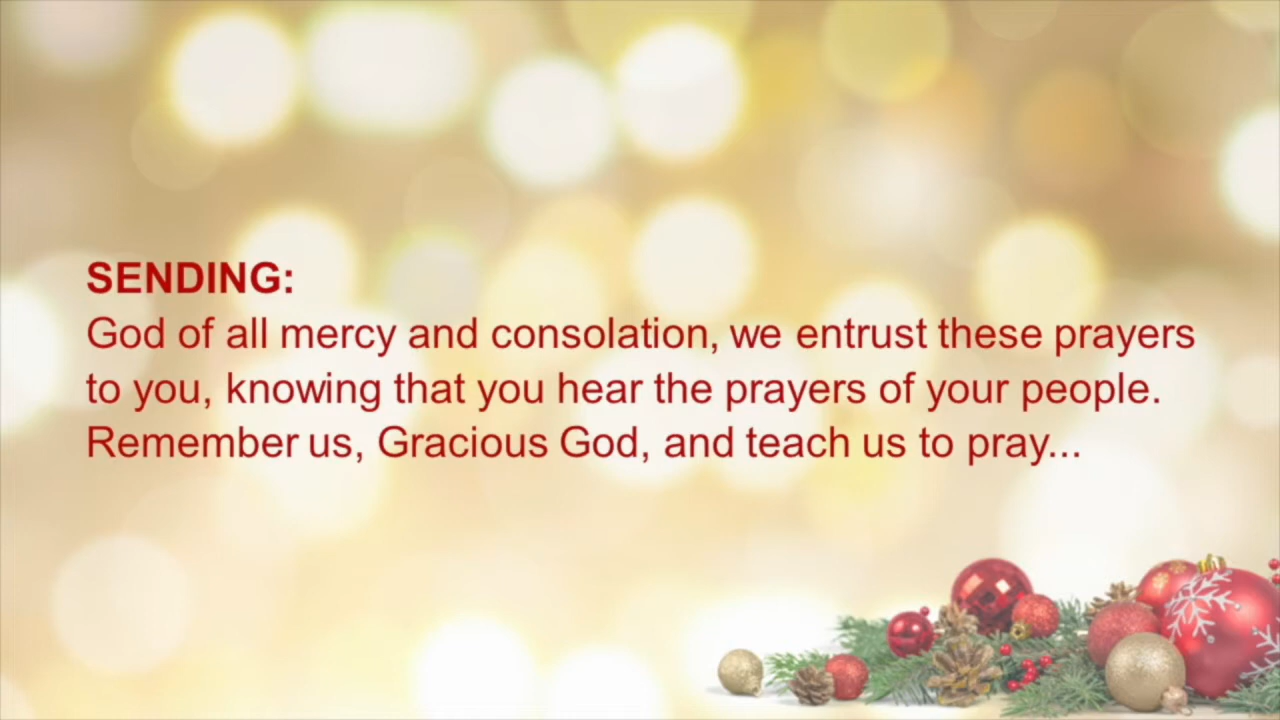 SENDING:
God of all mercy and consolation, we entrust these prayers
to you, knowing that you hear the prayers of your people.
Remember us, Gracious God, and teach us to pray...